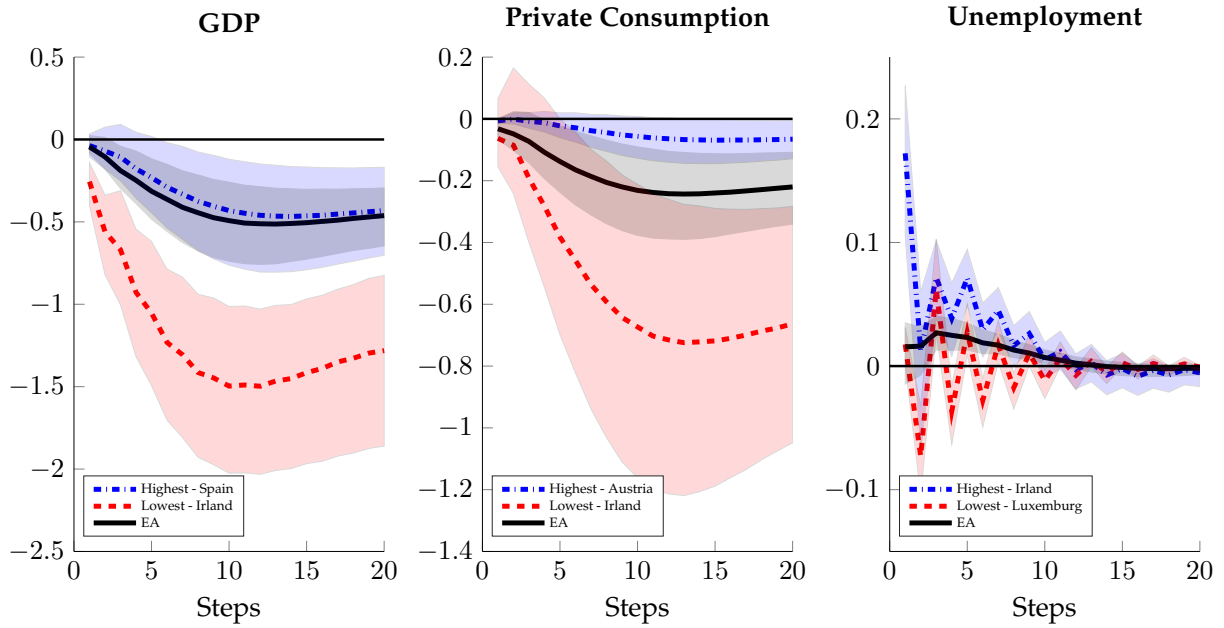 GDP
0.5
0
−0.5
−1
−1.5
−2
−2.5
0
5
10
15
20
Steps
Highest - Spain
Lowest - Irland
EA
Private Consumption
0.2
0
−0.2
−0.4
−0.6
−0.8
−1
−1.2
−1.4
0
5
10
15
20
Steps
Highest - Austria
Lowest - Irland
EA
Unemployment
0.2
0.1
0
−0.1
0
5
10
15
20
Steps
Highest - Irland
Lowest - Luxemburg
EA